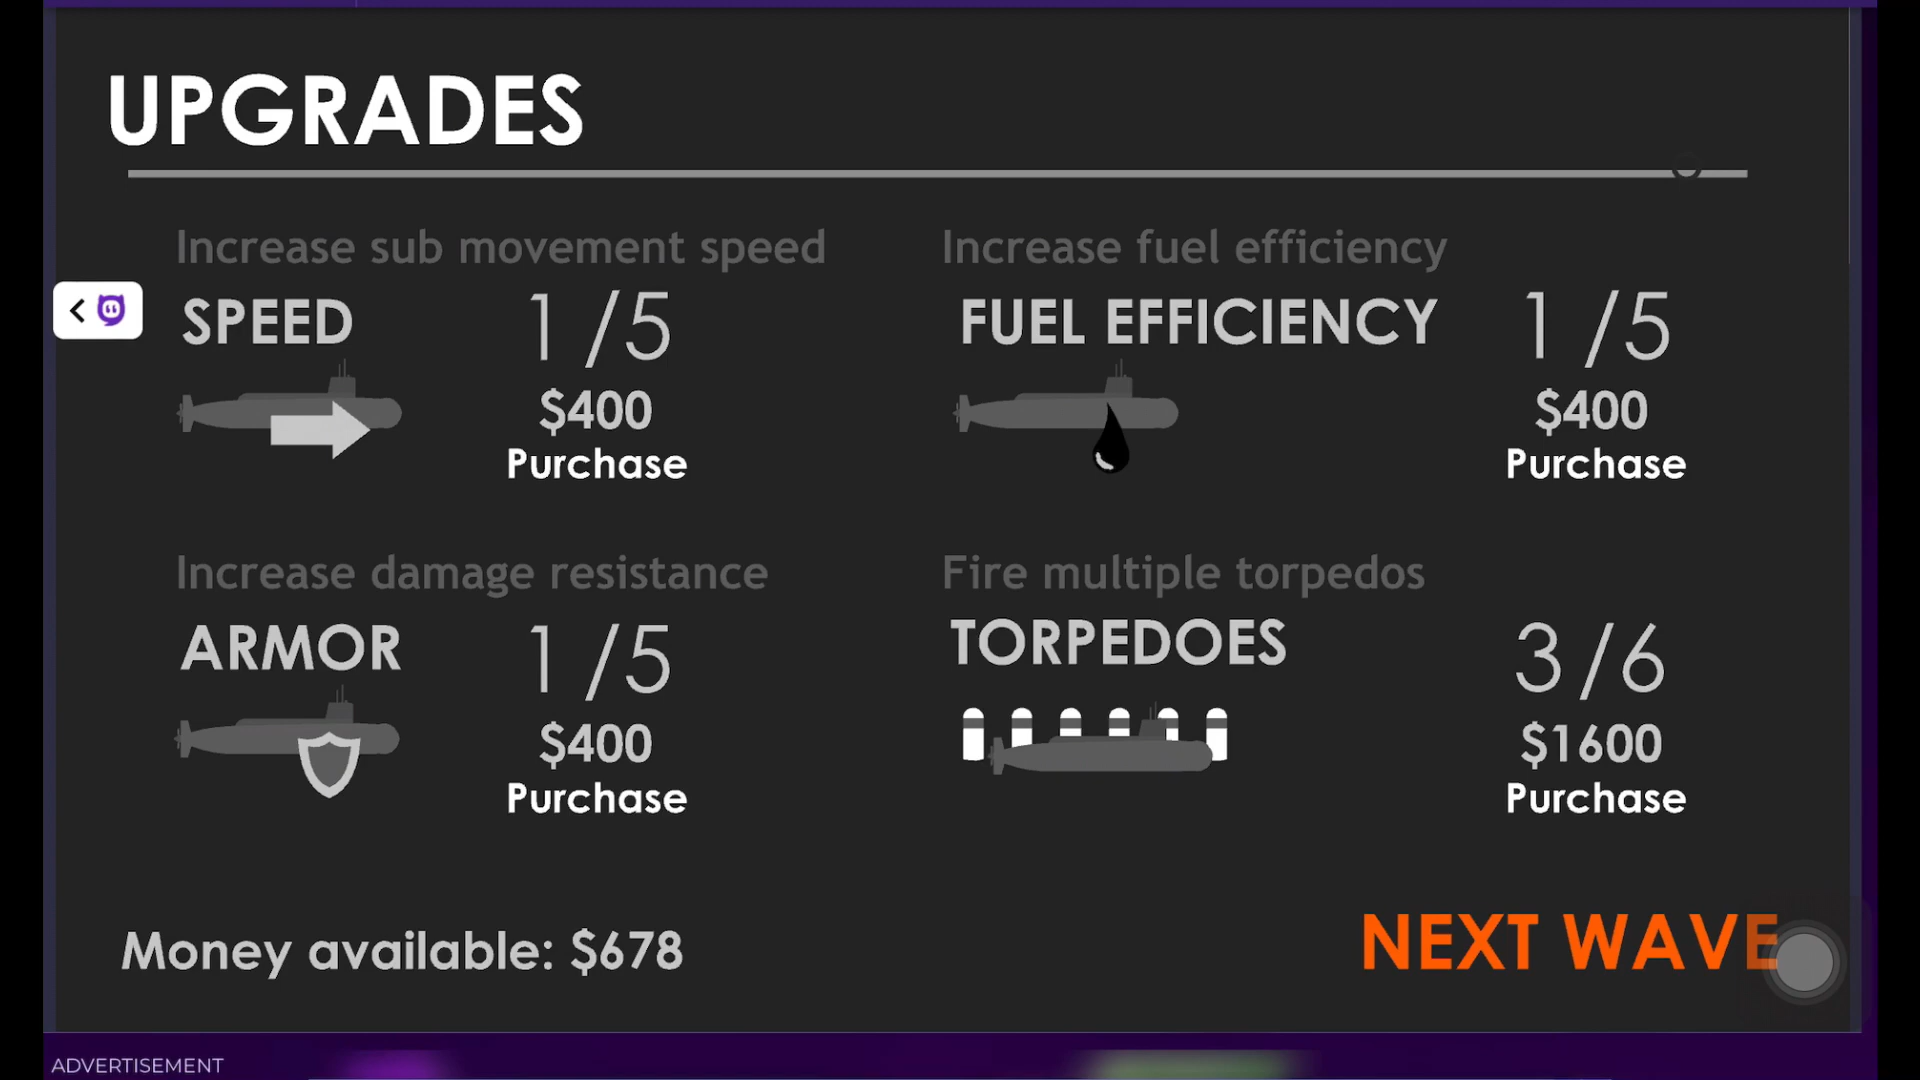 UPGRADES
Increase sub movement speed
SPEED 1 /5
$400
Purchase
Increase fuel efficiency
FUEL EFFICIENCY 1 /5
$400
Purchase
Increase damage resistance
ARMOR 1 /5
$400
Purchase
Fire multiple torpedos
TORPEDOES 3 /6
$1600
Purchase
Money available: $678
NEXT WAVE
ADVERTISEMENT